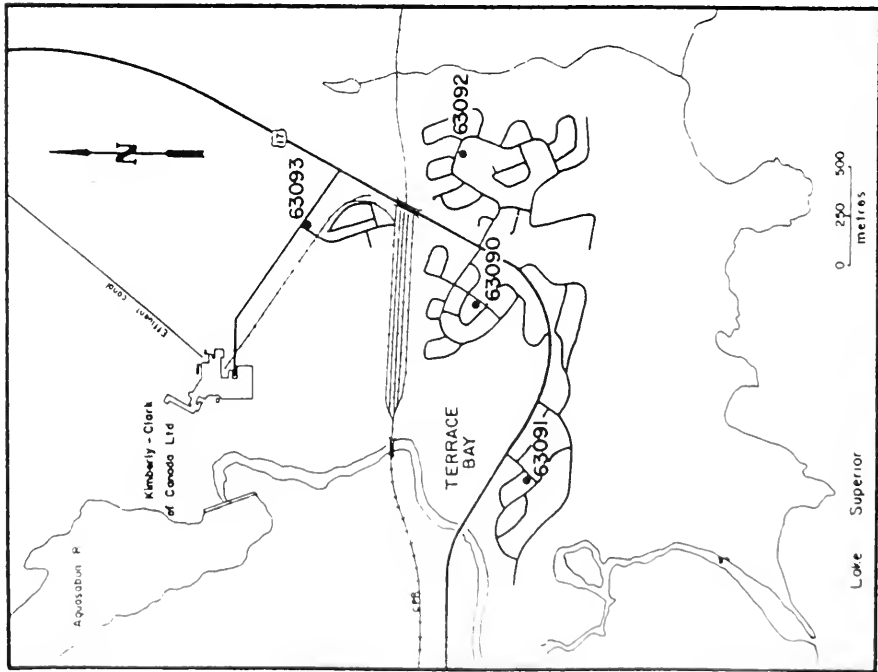 N
17
63093
63092
Effluent Canal
Kimberly-Clark
of Canada Ltd
63090
Aguasabun R
TERRACE
BAY
63091
CPR
0 250 500
metres
Lake Superior